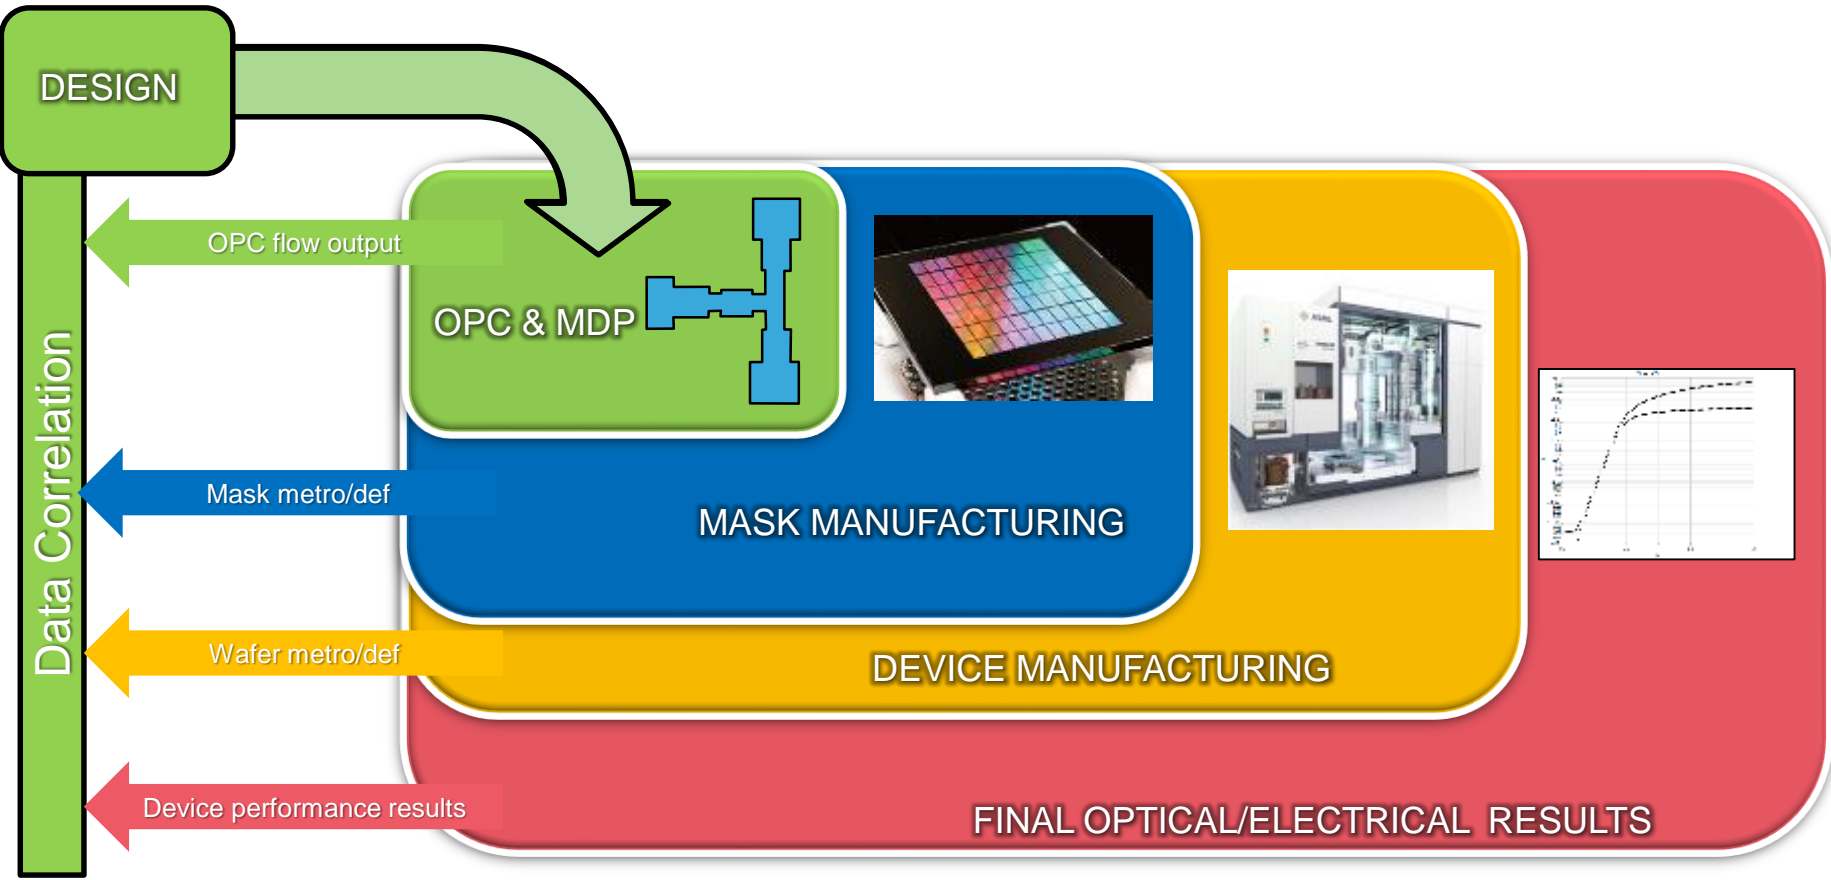 DESIGN
OPC flow output
OPC & MDP
Data Correlation
Mask metro/def
MASK MANUFACTURING
Wafer metro/def
DEVICE MANUFACTURING
Device performance results
FINAL OPTICAL/ELECTRICAL RESULTS